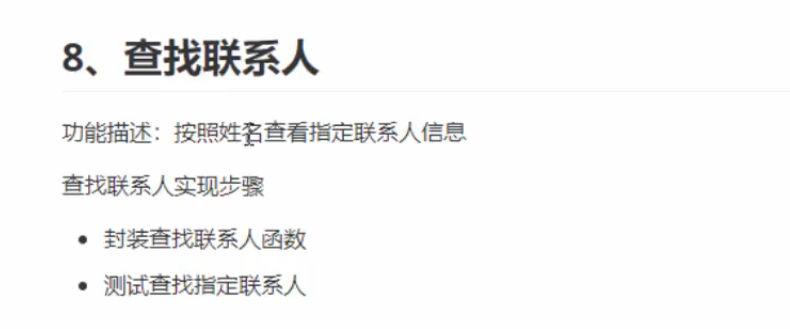 8、查找联系人
功能描述：按照姓名查看指定联系人信息
查找联系人实现步骤
封装查找联系人函数
测试查找指定联系人